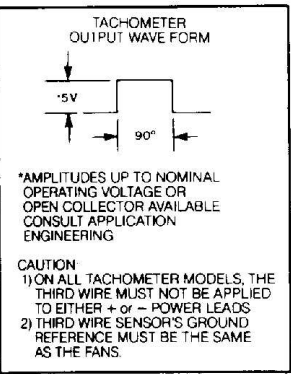 TACHOMETER
OUTPUT WAVE FORM
*5V
90°
*AMPLITUDES UP TO NOMINAL
OPERATING VOLTAGE OR
OPEN COLLECTOR AVAILABLE
CONSULT APPLICATION
ENGINEERING
CAUTION
1) ON ALL TACHOMETER MODELS, THE
THIRD WIRE MUST NOT BE APPLIED
TO EITHER + or – POWER LEADS
2) THIRD WIRE SENSOR'S GROUND
REFERENCE MUST BE THE SAME
AS THE FANS.